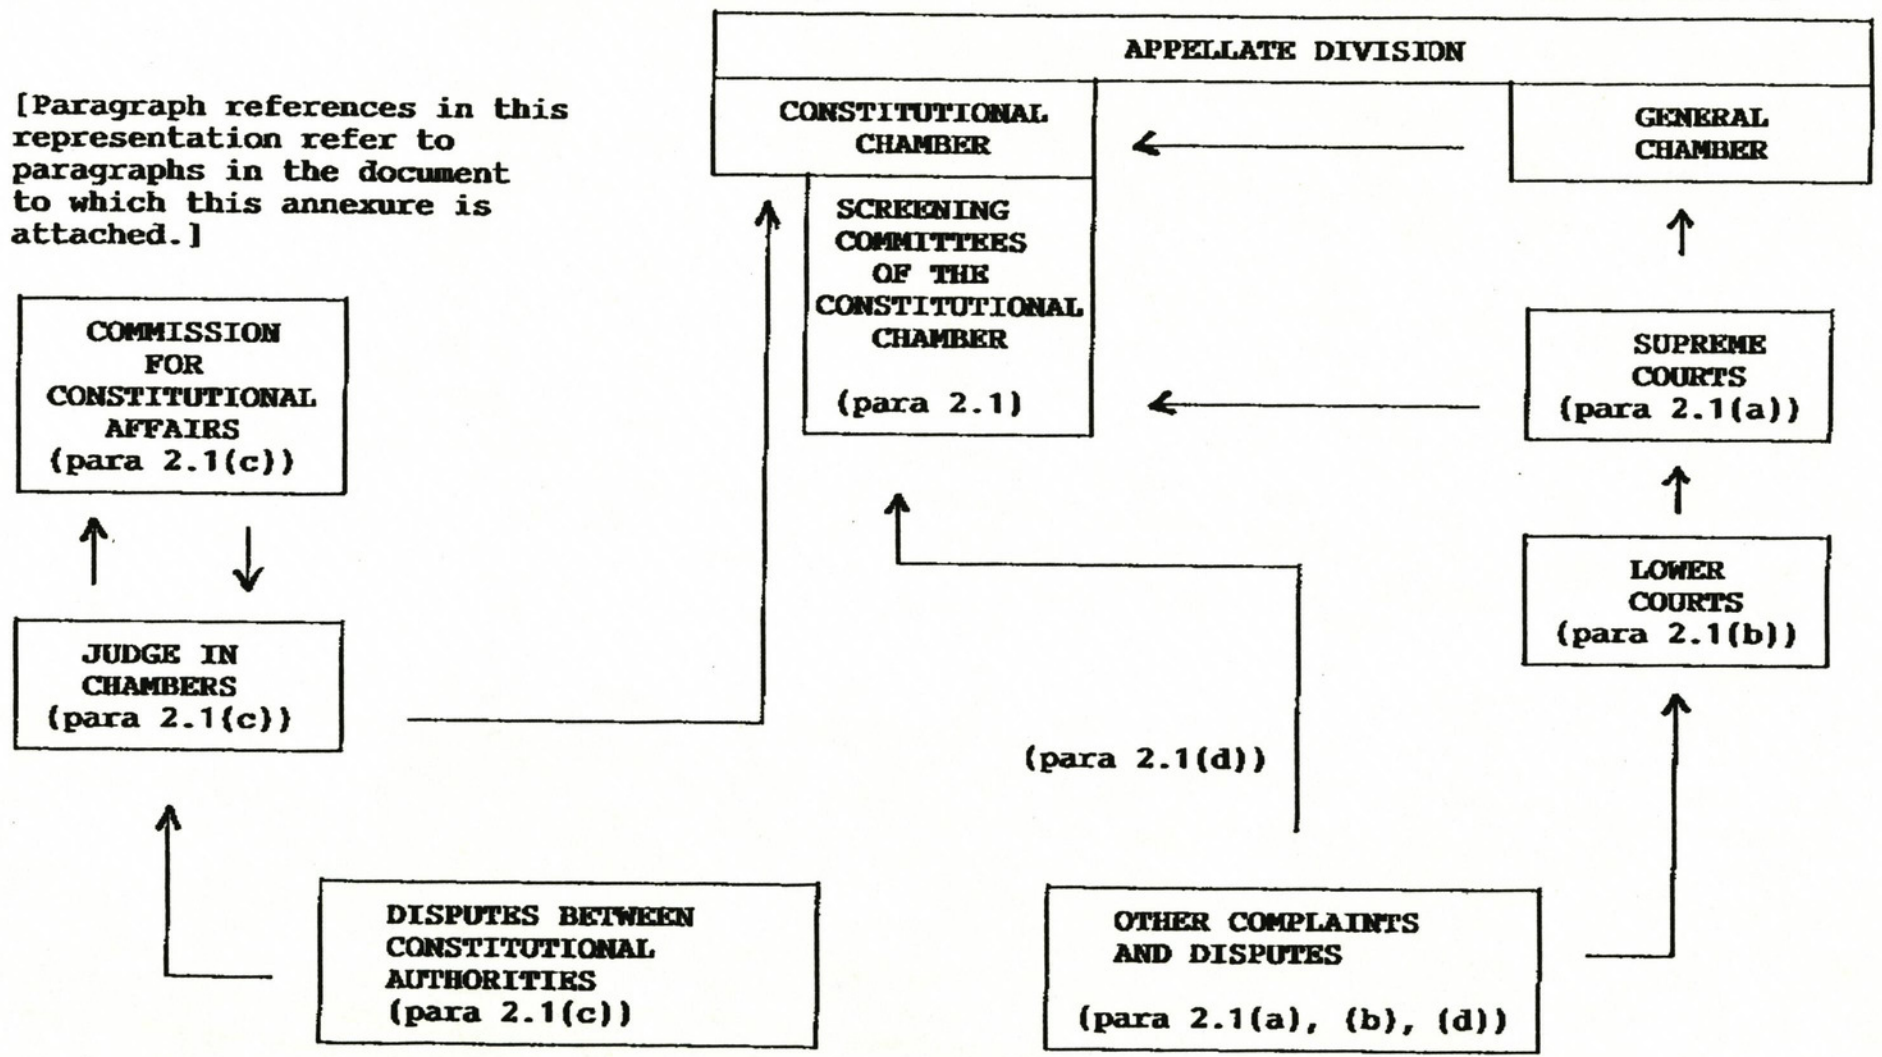 APPELLATE DIVISION
[Paragraph references in this
representation refer to
paragraphs in the document
to which this annexure is
attached.]
CONSTITUTIONAL
CHAMBER
GENERAL
CHAMBER
SCREENING
COMMITTEES
OF THE
CONSTITUTIONAL
CHAMBER
(para 2.1)
COMMISSION
FOR
CONSTITUTIONAL
AFFAIRS
(para 2.1(c))
SUPREME
COURTS
(para 2.1(a))
LOWER
COURTS
(para 2.1(b))
JUDGE IN
CHAMBERS
(para 2.1(c))
(para 2.1(d))
DISPUTES BETWEEN
CONSTITUTIONAL
AUTHORITIES
(para 2.1(c))
OTHER COMPLAINTS
AND DISPUTES
(para 2.1(a), (b), (d))